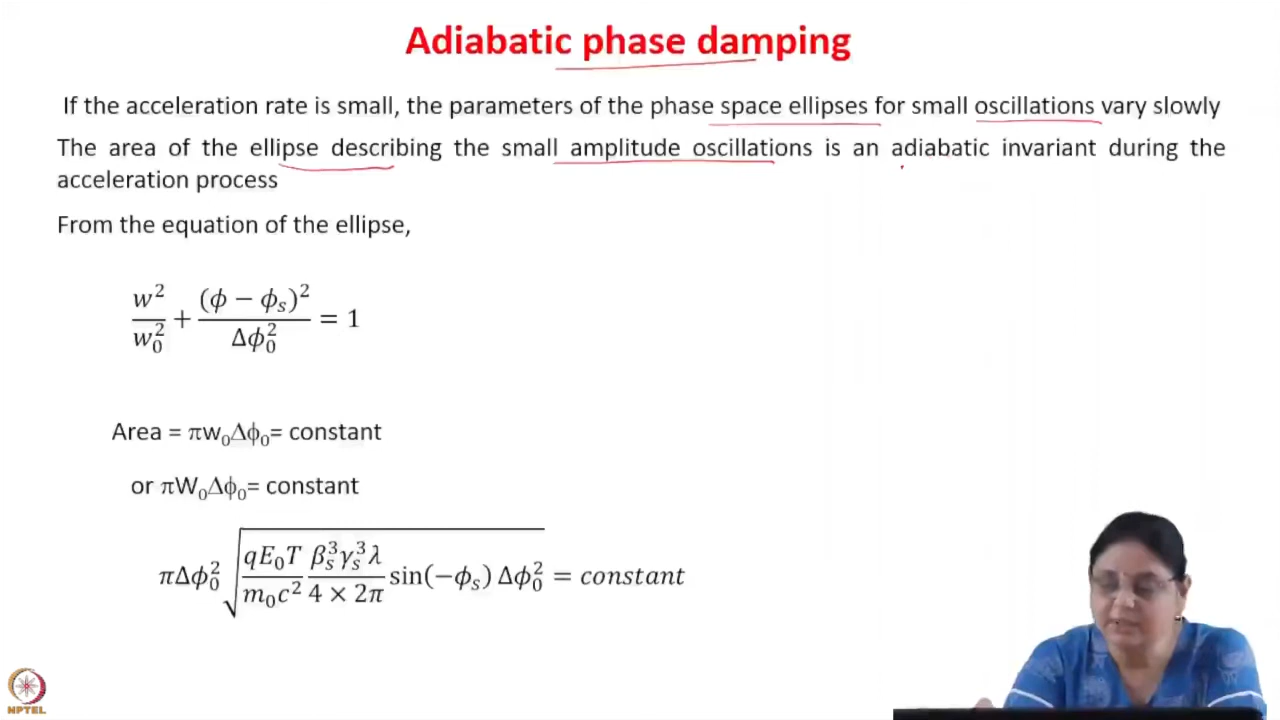 Adiabatic phase damping
If the acceleration rate is small, the parameters of the phase space ellipses for small oscillations vary slowly
The area of the ellipse describing the small amplitude oscillations is an adiabatic invariant during the
acceleration process
From the equation of the ellipse,
w²/w₀² + (ϕ − ϕₛ)²/Δϕ₀² = 1
Area = πw₀Δϕ₀= constant
or πW₀Δϕ₀= constant
πΔϕ₀² √(qE₀T/m₀c² βₛ³γₛ³λ/4 × 2π sin(−ϕₛ) Δϕ₀²) = constant
NPTEL